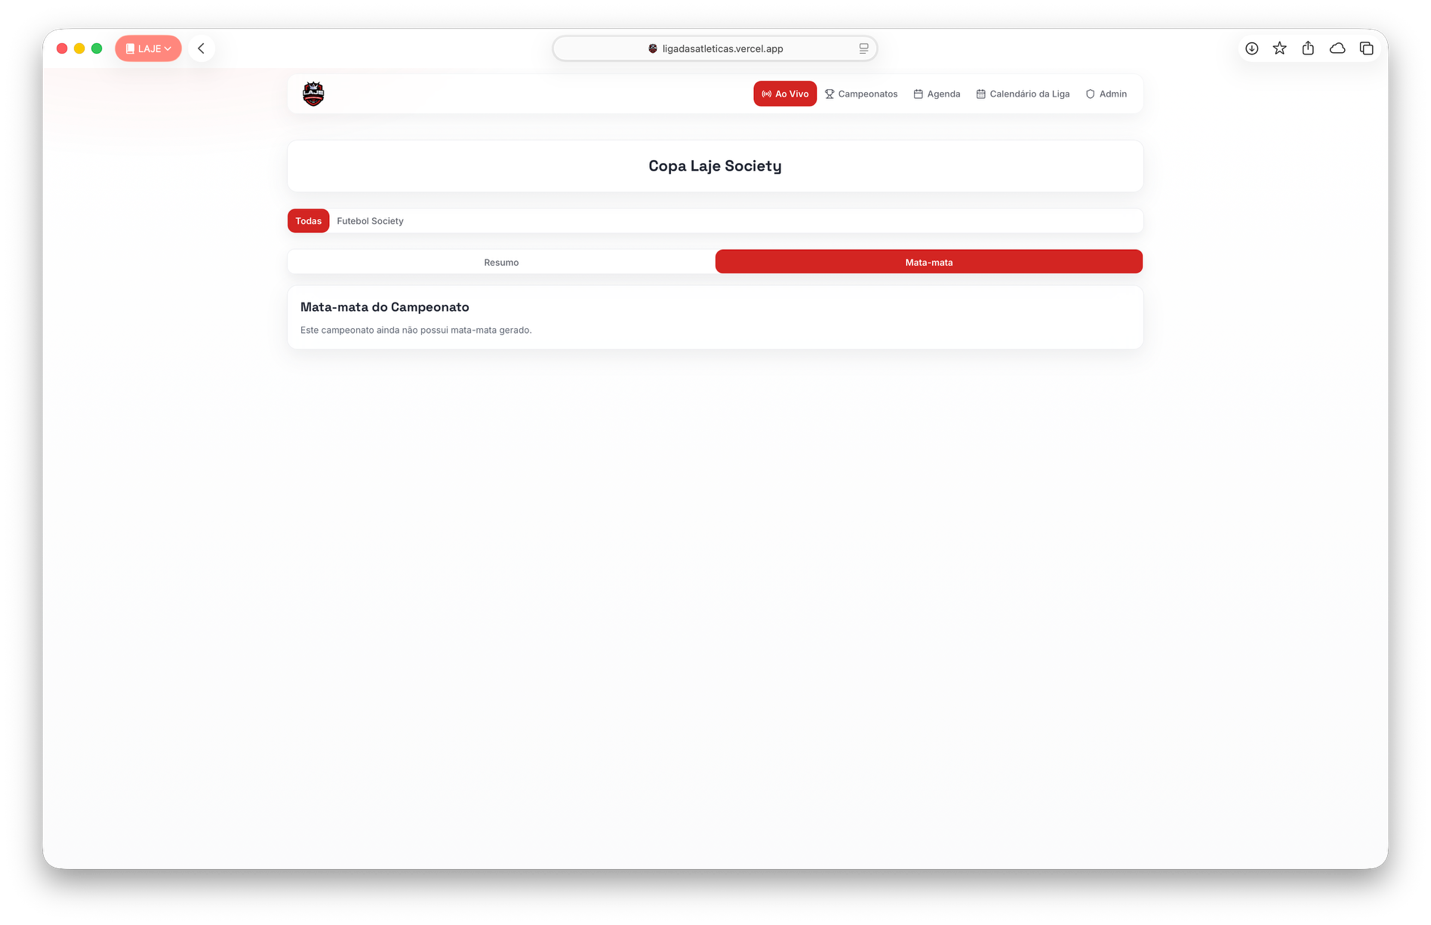 LAJE
ligadasatleticas.vercel.app
LAJE
Ao Vivo
Campeonatos
Agenda
Calendário da Liga
Admin
Copa Laje Society
Todas
Futebol Society
Resumo
Mata-mata
Mata-mata do Campeonato
Este campeonato ainda não possui mata-mata gerado.